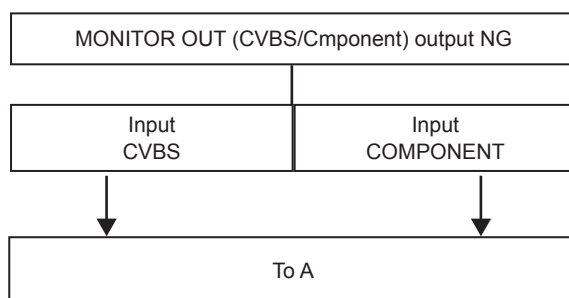 MONITOR OUT (CVBS/Cmponent) output NG
Input
CVBS
Input
COMPONENT
To A